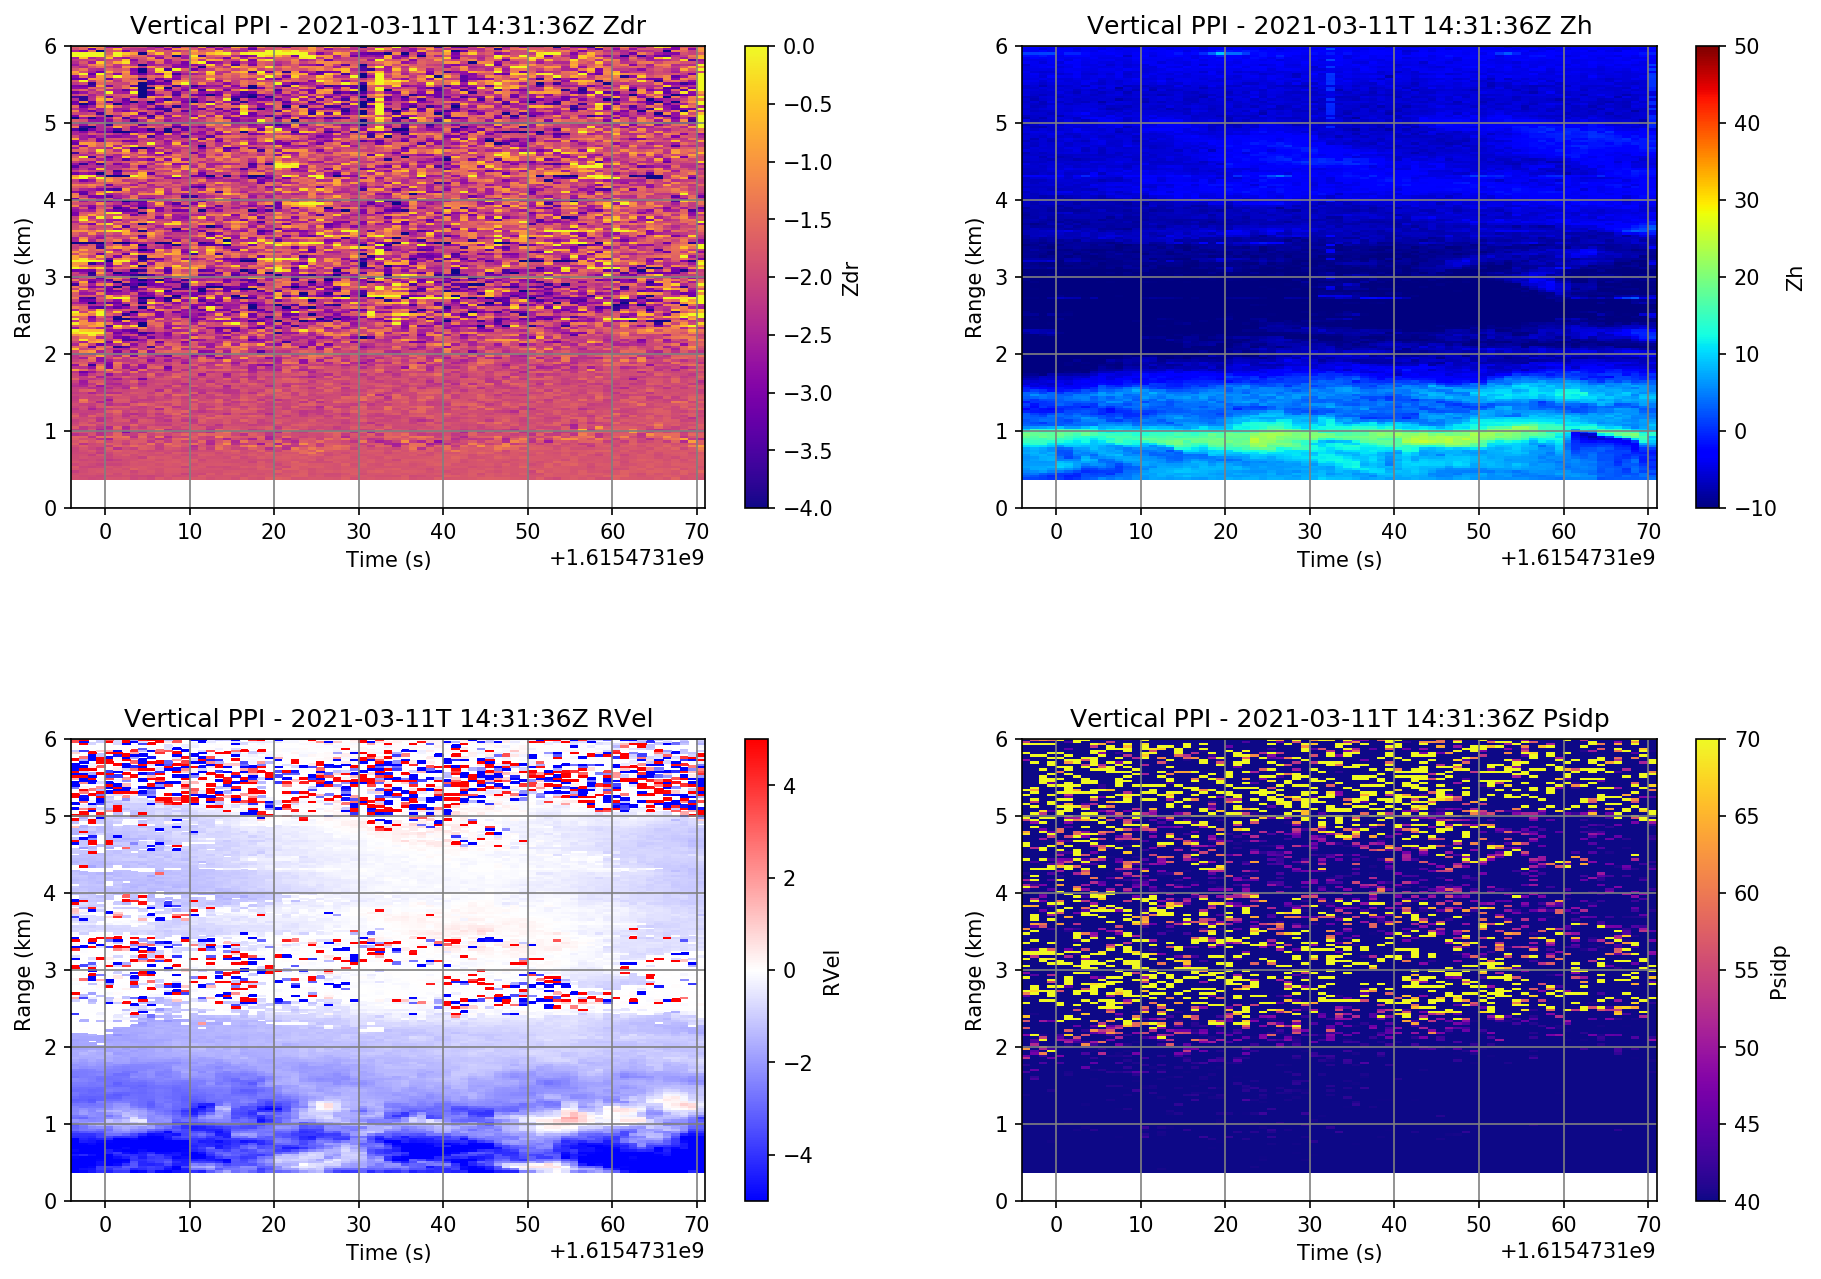 Vertical PPI - 2021-03-11T 14:31:36Z Zdr
6
5
4
3
2
1
0
Range (km)
0 10 20 30 40 50 60 70
Time (s)
+1.6154731e9
0.0
−0.5
−1.0
−1.5
−2.0
−2.5
−3.0
−3.5
−4.0
Zdr
Vertical PPI - 2021-03-11T 14:31:36Z Zh
6
5
4
3
2
1
0
Range (km)
0 10 20 30 40 50 60 70
Time (s)
+1.6154731e9
50
40
30
20
10
0
−10
Zh
Vertical PPI - 2021-03-11T 14:31:36Z RVel
6
5
4
3
2
1
0
Range (km)
0 10 20 30 40 50 60 70
Time (s)
+1.6154731e9
4
2
0
−2
−4
RVel
Vertical PPI - 2021-03-11T 14:31:36Z Psidp
6
5
4
3
2
1
0
Range (km)
0 10 20 30 40 50 60 70
Time (s)
+1.6154731e9
70
65
60
55
50
45
40
Psidp